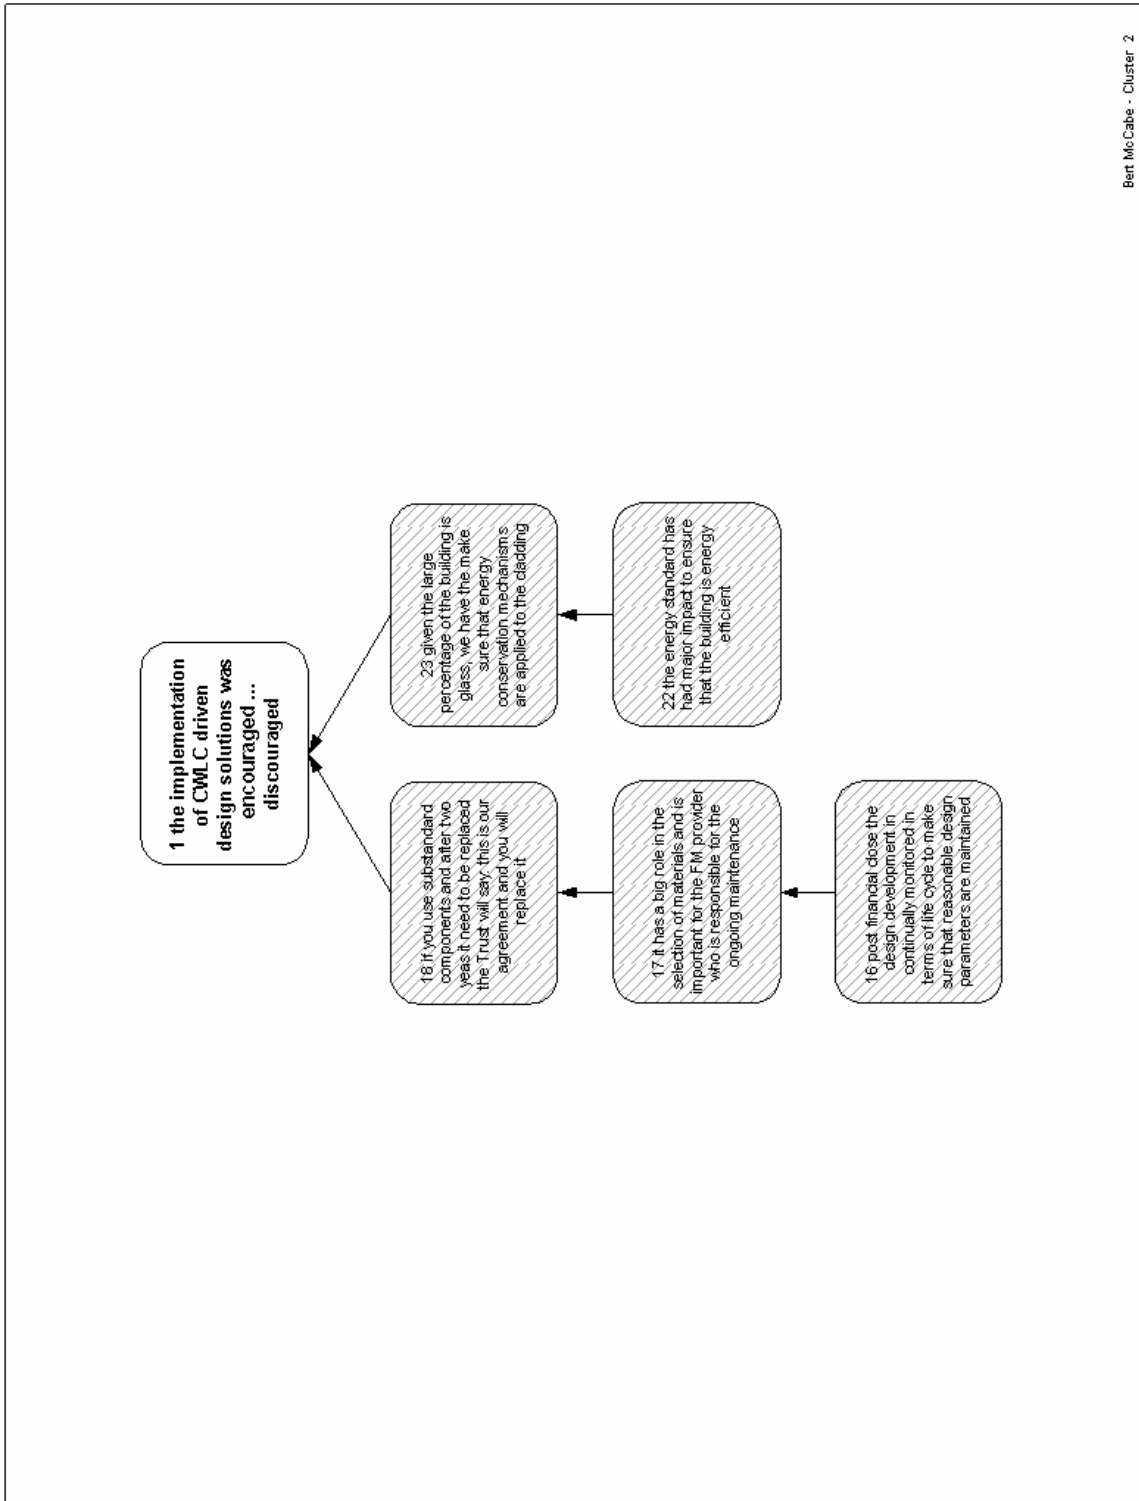 1 the implementation
of CWLC driven
design solutions was
encouraged...
discouraged
18 if you use substandard
components and after two
yeas it need to be replaced
the Trust will say; this is our
agreement and you will
replace it
23 given the large
percentage of the building is
glass, we have the make
sure that energy
conservation mechanisms
are applied to the cladding
17 it has a big role in the
selection of materials and is
important for the FM provider
who is responsible for the
ongoing maintenance
22 the energy standard has
had major impact to ensure
that the building is energy
efficient
16 post financial close the
design development in
continually monitored in
terms of life cycle to make
sure that reasonable design
parameters are maintained
Bert McCabe - Cluster 2